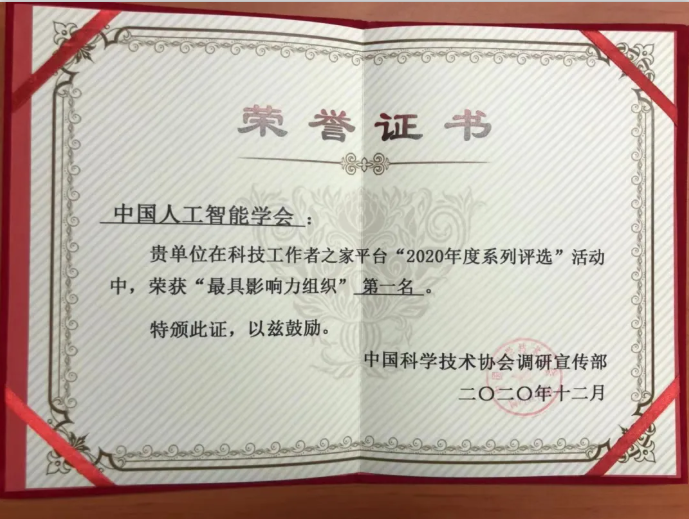 荣誉证书
中国人工智能学会：
贵单位在科技工作者之家平台“2020年度系列评选”活动
中，荣获“最具影响力组织”第一名。
特颁此证，以兹鼓励。
中国科学技术协会调研宣传部
二〇二〇年十二月